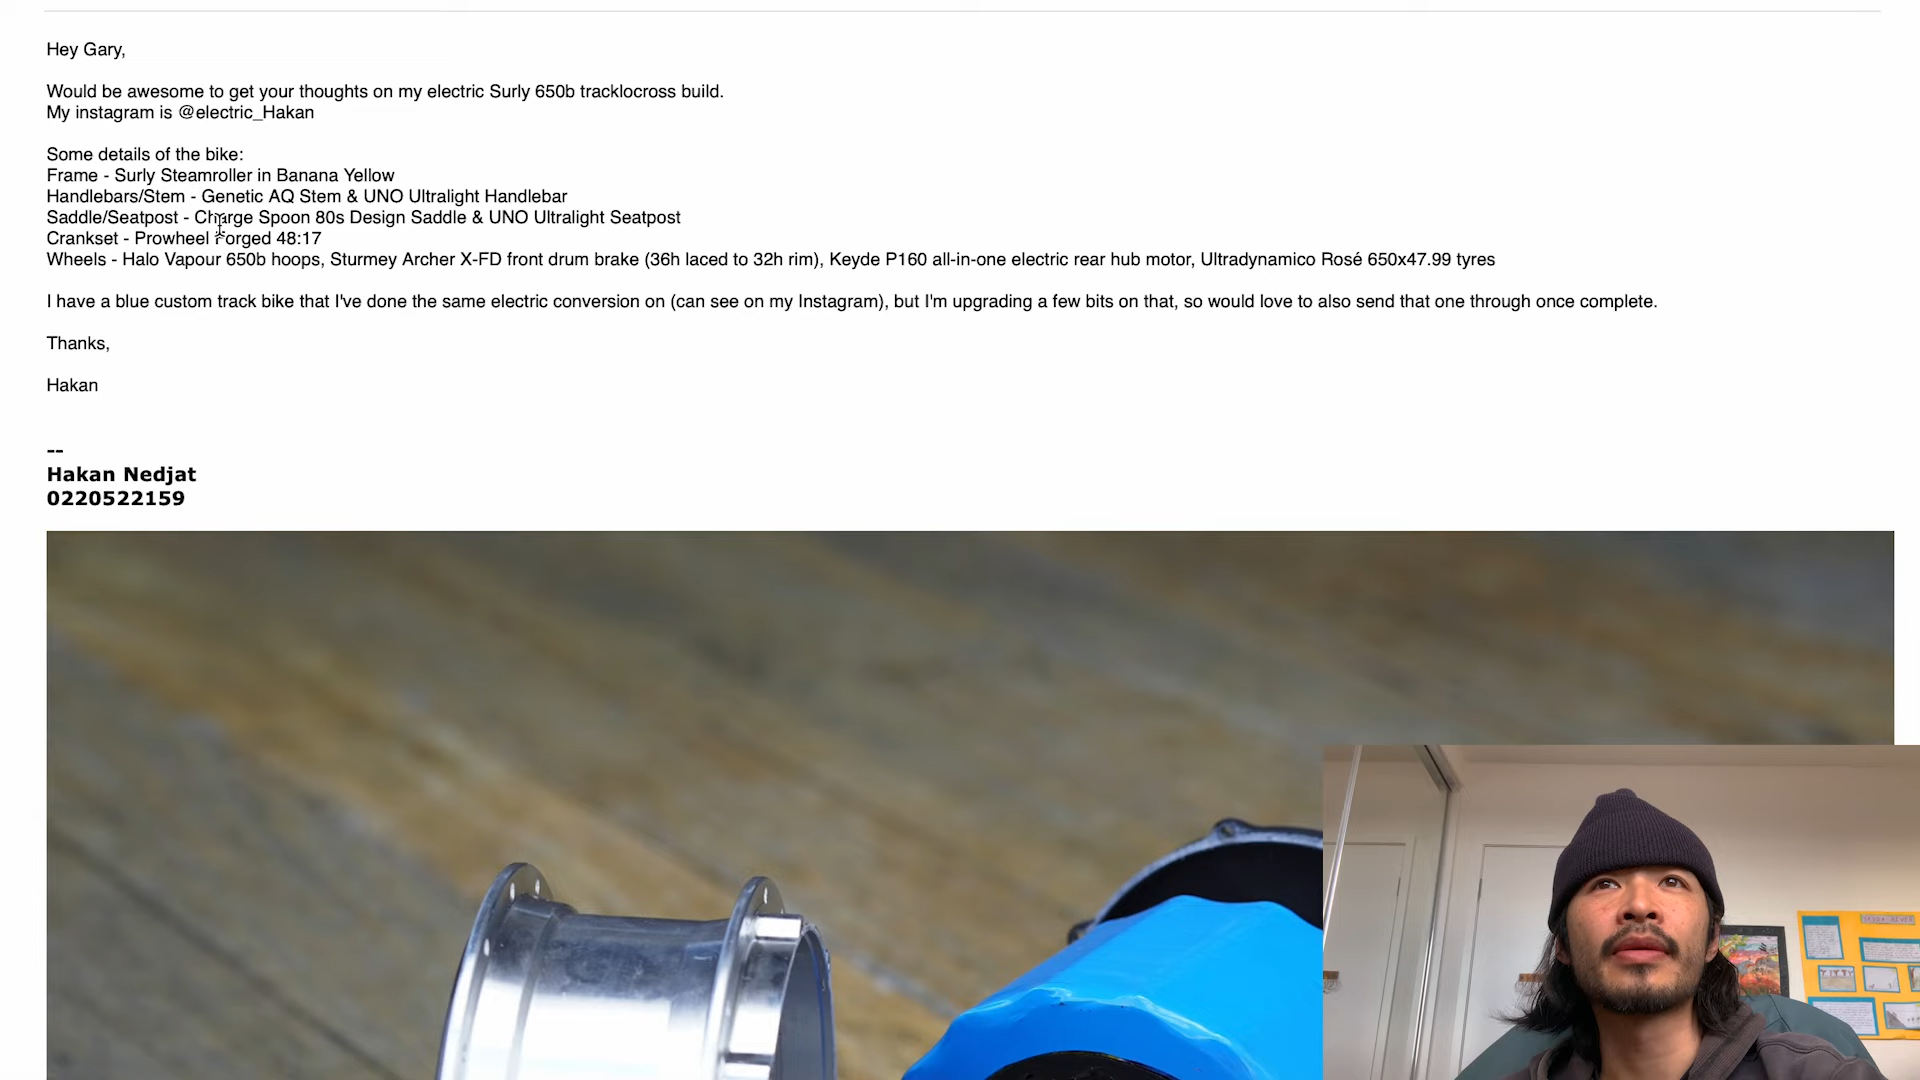 Hey Gary,
Would be awesome to get your thoughts on my electric Surly 650b tracklocross build.
My instagram is @electric_Hakan
Some details of the bike:
Frame - Surly Steamroller in Banana Yellow
Handlebars/Stem - Genetic AQ Stem & UNO Ultralight Handlebar
Saddle/Seatpost - Charge Spoon 80s Design Saddle & UNO Ultralight Seatpost
Crankset - Prowheel Forged 48:17
Wheels - Halo Vapour 650b hoops, Sturmey Archer X-FD front drum brake (36h laced to 32h rim), Keyde P160 all-in-one electric rear hub motor, Ultradynamico Rosé 650x47.99 tyres
I have a blue custom track bike that I've done the same electric conversion on (can see on my Instagram), but I'm upgrading a few bits on that, so would love to also send that one through once complete.
Thanks,
Hakan
--
Hakan Nedjat
0220522159